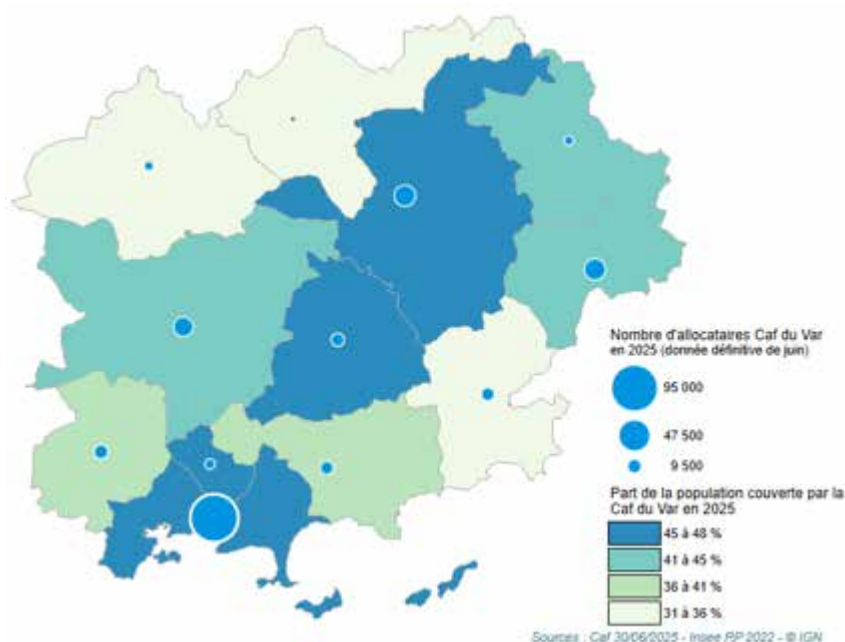 Nombre d'allocataires Caf du Var
en 2025 (donnée définitive de juin)
95 000
47 500
9 500
Part de la population couverte par la
Caf du Var en 2025
45 à 48 %
41 à 45 %
36 à 41 %
31 à 36 %
Sources : Caf 30/06/2025 - Insee RP 2022 - © IGN